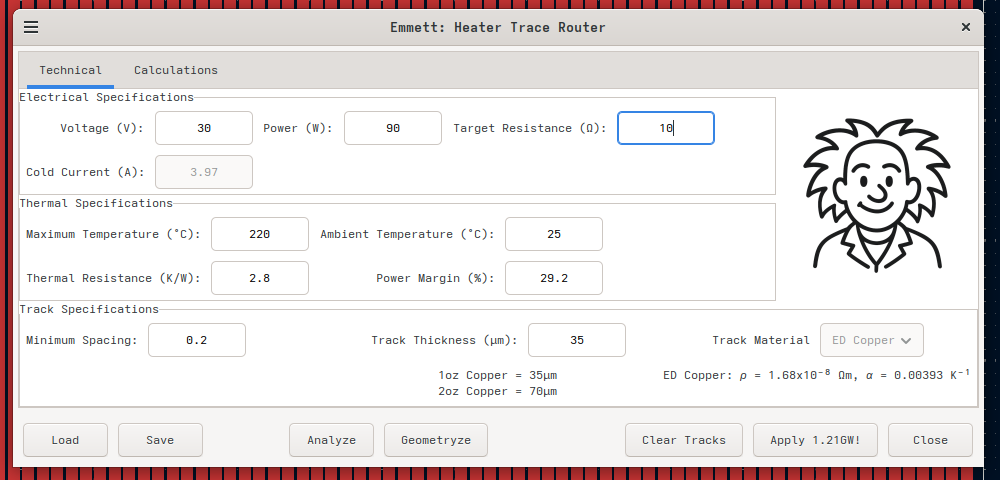 Emmett: Heater Trace Router
Technical Calculations
Electrical Specifications
Voltage (V): 30 Power (W): 90 Target Resistance (Ω): 10
Cold Current (A): 3.97
Thermal Specifications
Maximum Temperature (°C): 220 Ambient Temperature (°C): 25
Thermal Resistance (K/W): 2.8 Power Margin (%): 29.2
Track Specifications
Minimum Spacing: 0.2 Track Thickness (μm): 35 Track Material ED Copper
1oz Copper = 35μm ED Copper: ρ = 1.68x10⁻⁸ Ωm, α = 0.00393 K⁻¹
2oz Copper = 70μm
Load Save Analyze Geometryze Clear Tracks Apply 1.21GW! Close